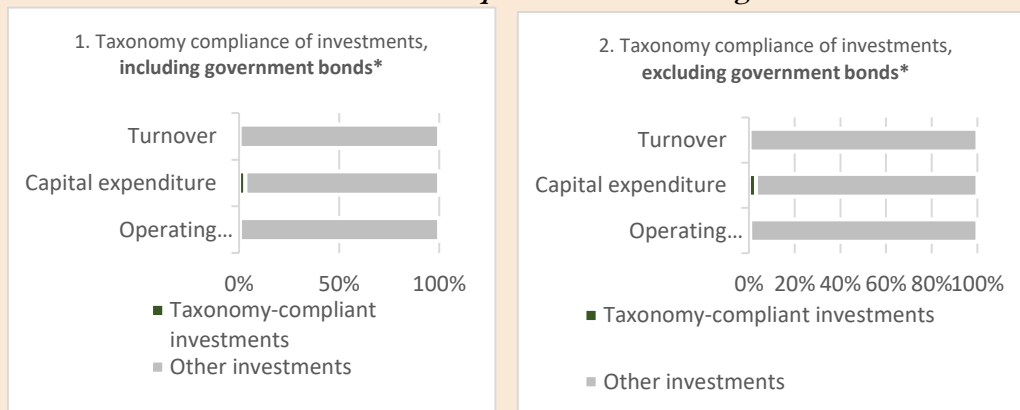 1. Taxonomy compliance of investments,
including government bonds*
Turnover
Capital expenditure
Operating...
0% 50% 100%
Taxonomy-compliant
investments
Other investments
2. Taxonomy compliance of investments,
excluding government bonds*
Turnover
Capital expenditure
Operating...
0% 20% 40% 60% 80%100%
Taxonomy-compliant investments
Other investments